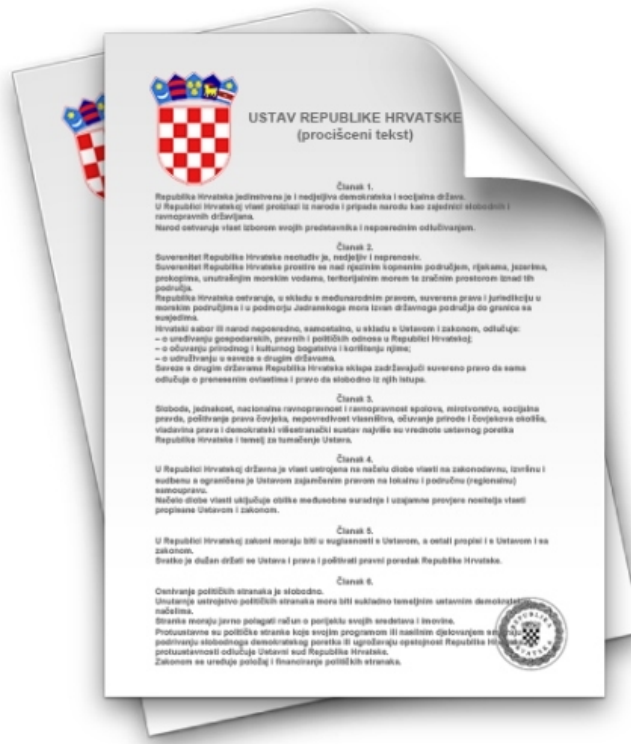 USTAV REPUBLIKE HRVATSKE
(procišceni tekst)
Članak 1.
Republika Hrvatska jedinstvena je i nedjeljiva demokratska i socijalna država.
U Republici Hrvatskoj vlast proizlazi iz naroda i pripada narodu kao zajednici slobodnih i
ravnopravnih državljana.
Narod ostvaruje vlast izborom svojih predstavnika i neposrednim odlučivanjem.
Članak 2.
Suverenitet Republike Hrvatske neotuđiv je, nedjeljiv i neprenosiv.
Suverenitet Republike Hrvatske prostire se nad njezinim kopnenim područjem, rijekama, jezerima,
prokopima, unutrašnjim morskim vodama, teritorijalnim morem te zračnim prostorom iznad tih
područja.
Republika Hrvatska ostvaruje, u skladu s međunarodnim pravom, suverena prava i jurisdikciju u
morskim područjima i u podmorju Jadranskoga mora izvan državnoga područja do granica sa
susjedima.
Hrvatski sabor ili narod neposredno, samostalno, u skladu s Ustavom i zakonom, odlučuje:
– o uređivanju gospodarskih, pravnih i političkih odnosa u Republici Hrvatskoj;
– o očuvanju prirodnog i kulturnog bogatstva i korištenju njime;
– o udruživanju u saveze s drugim državama.
Saveze s drugim državama Republika Hrvatska sklapa zadržavajući suvereno pravo da sama
odlučuje o prenesenim ovlastima i pravo da slobodno iz njih istupa.
Članak 3.
Sloboda, jednakost, nacionalna ravnopravnost i ravnopravnost spolova, mirotvorstvo, socijalna
pravda, poštivanje prava čovjeka, nepovredivost vlasništva, očuvanje prirode i čovjekova okoliša,
vladavina prava i demokratski višestranački sustav najviše su vrednote ustavnog poretka
Republike Hrvatske i temelj za tumačenje Ustava.
Članak 4.
U Republici Hrvatskoj državna je vlast ustrojena na načelu diobe vlasti na zakonodavnu, izvršnu i
sudbenu a ograničena je Ustavom zajamčenim pravom na lokalnu i područnu (regionalnu)
samoupravu.
Načelo diobe vlasti uključuje oblike međusobne suradnje i uzajamne provjere nositelja vlasti
propisane Ustavom i zakonom.
Članak 5.
U Republici Hrvatskoj zakoni moraju biti u suglasnosti s Ustavom, a ostali propisi i s Ustavom i sa
zakonom.
Svatko je dužan držati se Ustava i prava i poštivati pravni poredak Republike Hrvatske.
Članak 6.
Osnivanje političkih stranaka je slobodno.
Unutarnje ustrojstvo političkih stranaka mora biti sukladno temeljnim ustavnim
načelima.
Stranke moraju javno polagati račun o porijeklu svojih sredstava i imovine.
Protuustavne su političke stranke koje svojim programom ili nasilnim djelovanjem
podrivanju slobodnoga demokratskog poretka ili ugrožavaju opstojnost Republike
protuustavnosti odlučuje Ustavni sud Republike Hrvatske.
Zakonom se uređuje položaj i financiranje političkih stranaka.
REPUBLIKA
HRVATSKA